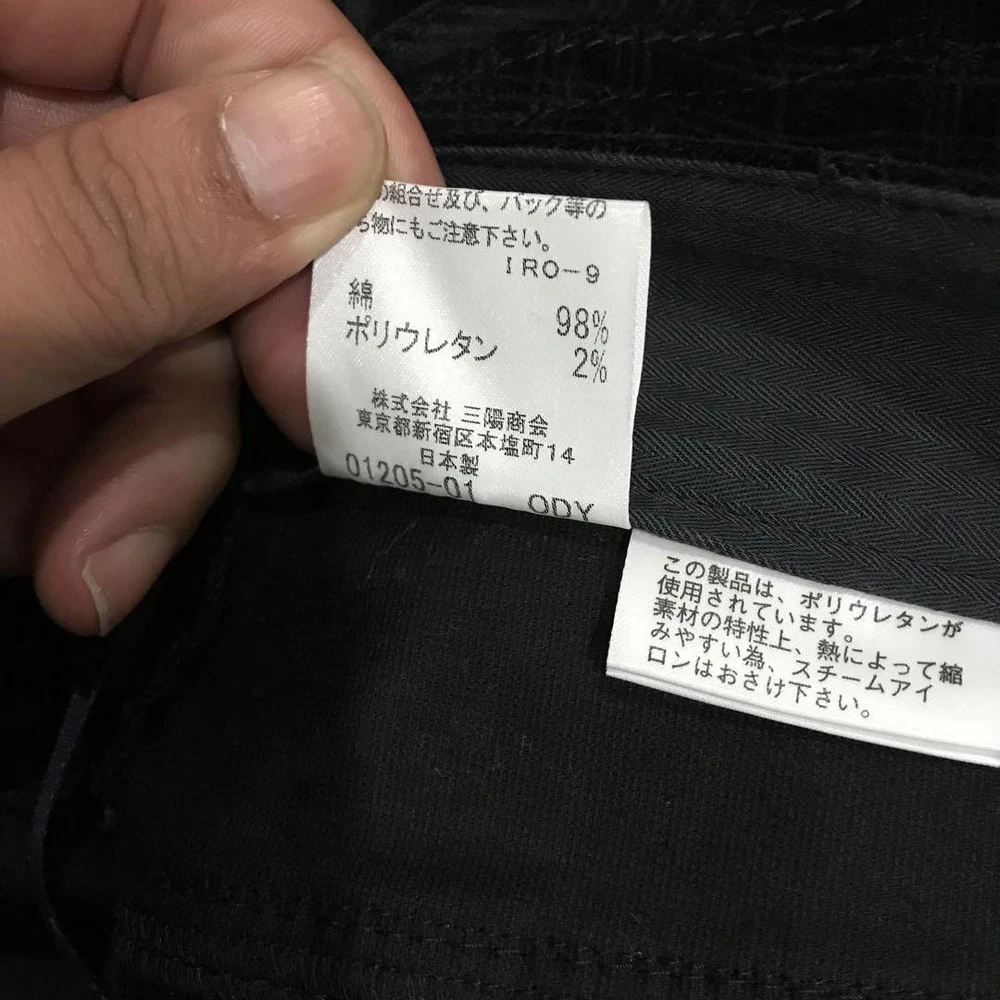 の組合せ及び、バック等の
ち物にもご注意下さい。
IRO-9
綿 98%
ポリウレタン 2%
株式会社 三陽商会
東京都新宿区本塩町14
日本製
01205-01 ODY
この製品は、ポリウレタンが
使用されています。
素材の特性上、熱によって縮
みやすい為、スチームアイ
ロンはおさけ下さい。